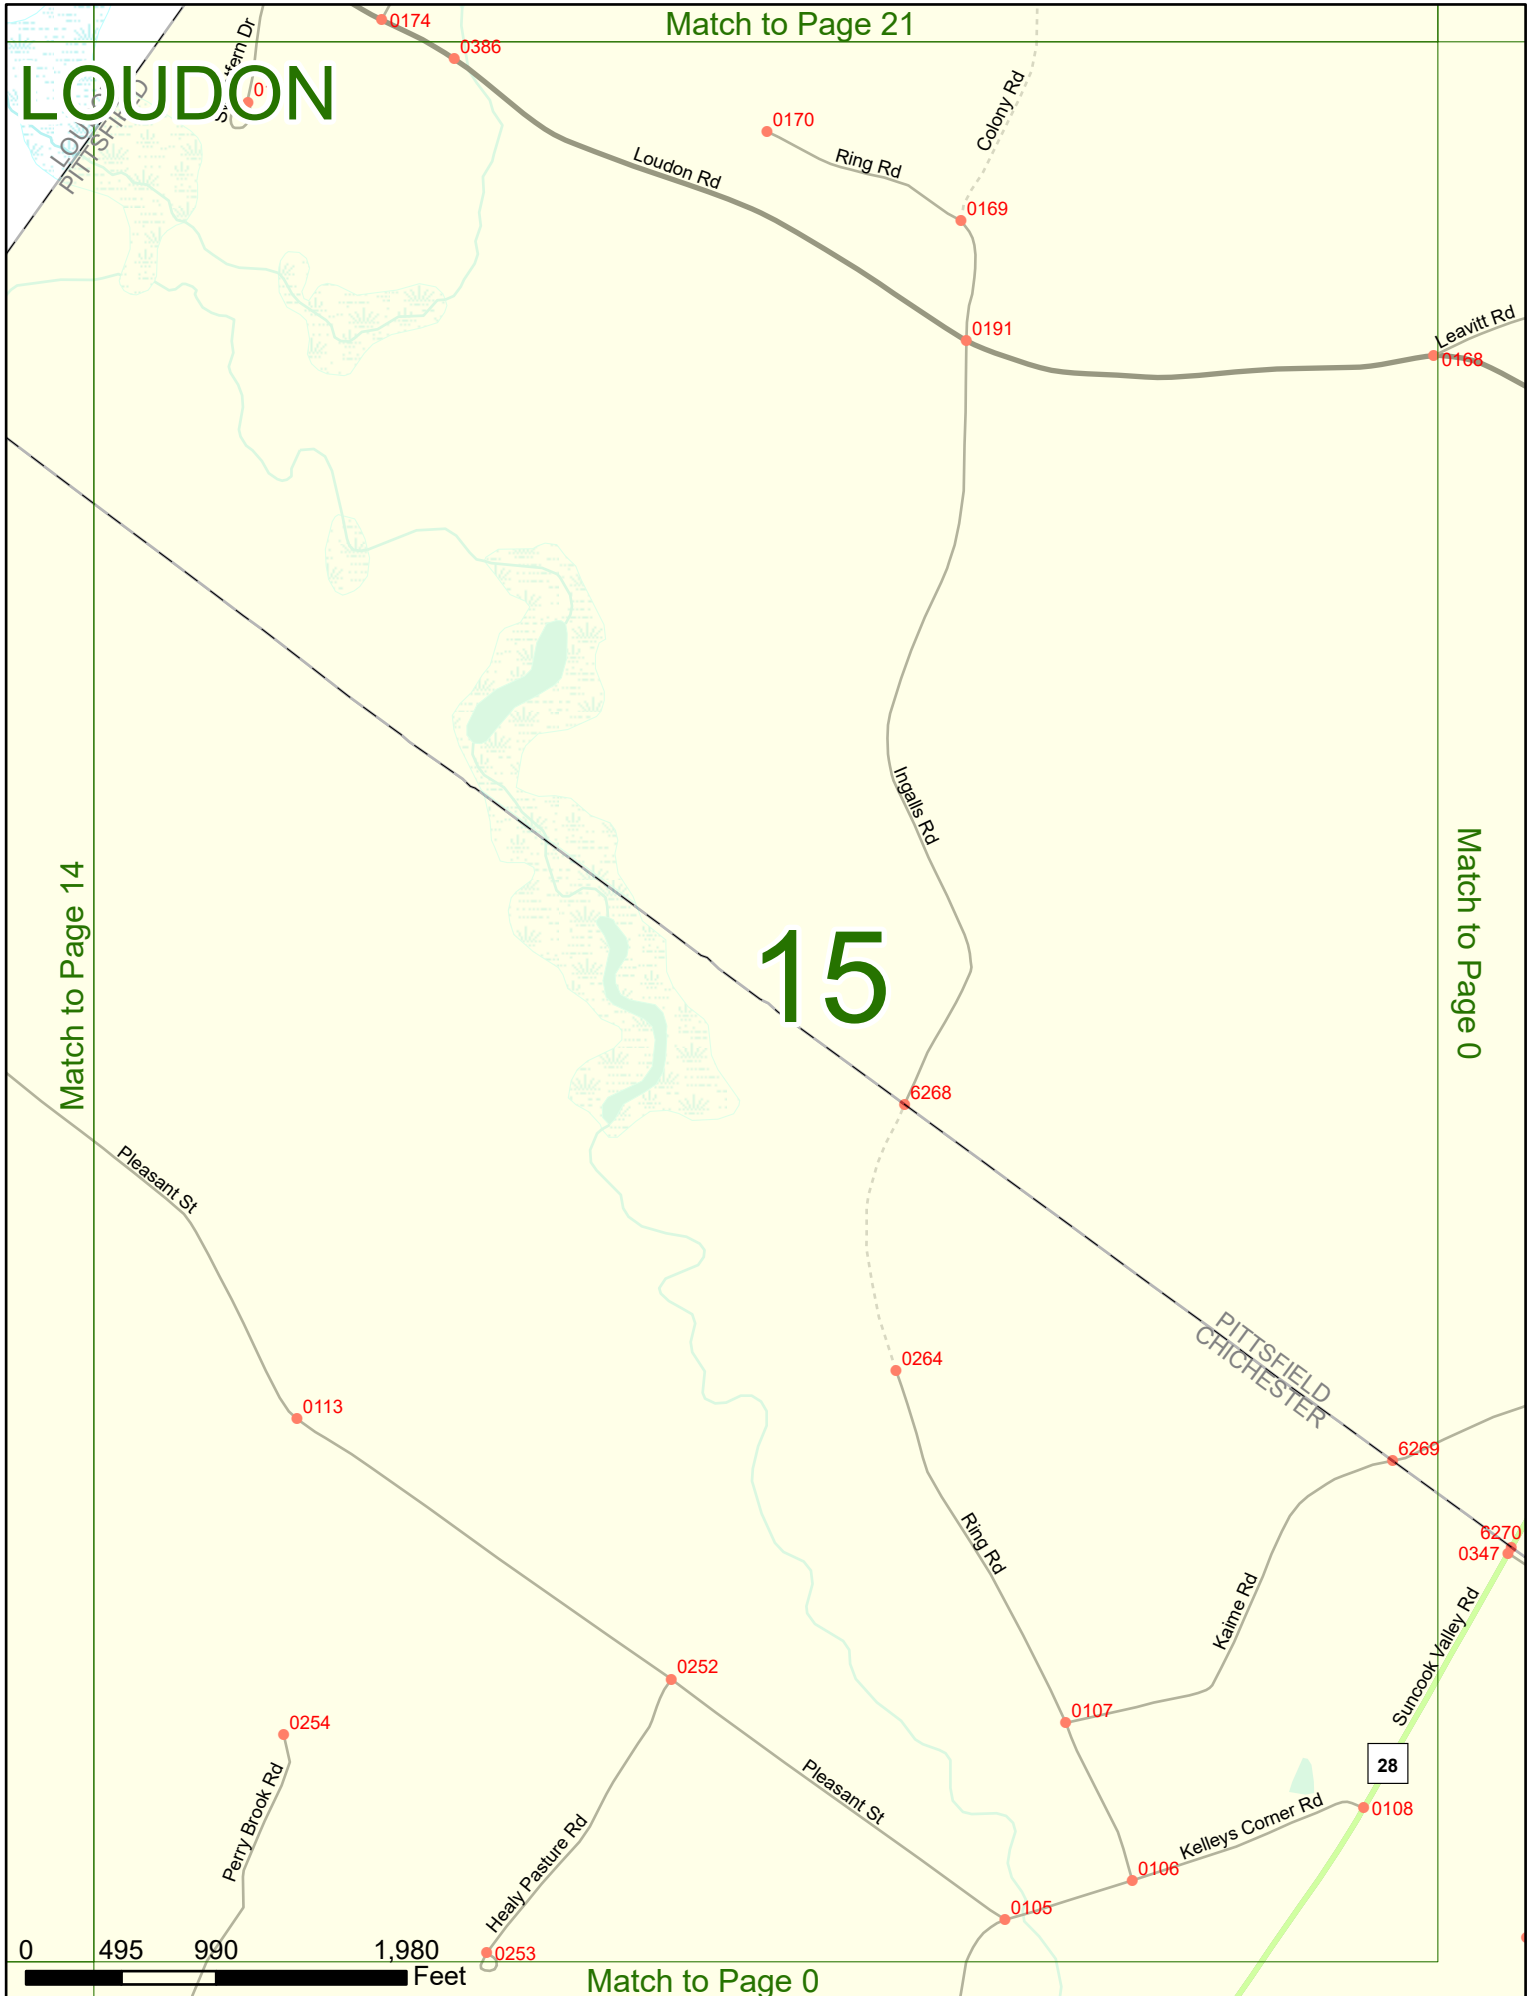 Match to Page 21
0174
0386
LOUDON
PITTSFIELD
0170
Ring Rd
Colony Rd
Loudon Rd
0169
0191
Leavitt Rd
0168
Ingalls Rd
15
Match to Page 14
Match to Page 0
6268
Pleasant St
PITTSFIELD
CHICHESTER
0264
0113
6269
Ring Rd
6270
0347
Kaime Rd
Suncook Valley Rd
0252
0254
0107
28
Perry Brook Rd
Healy Pasture Rd
Pleasant St
Kelleys Corner Rd
0108
0106
0105
0253
0 495 990 1,980
Feet
Match to Page 0